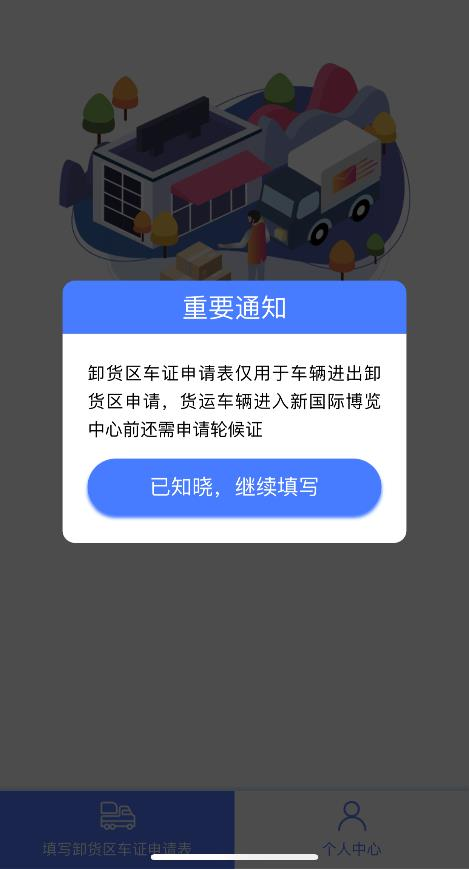 重要通知
卸货区车证申请表仅用于车辆进出卸
货区申请，货运车辆进入新国际博览
中心前还需申请轮候证
已知晓，继续填写
填写卸货区车证申请表
个人中心